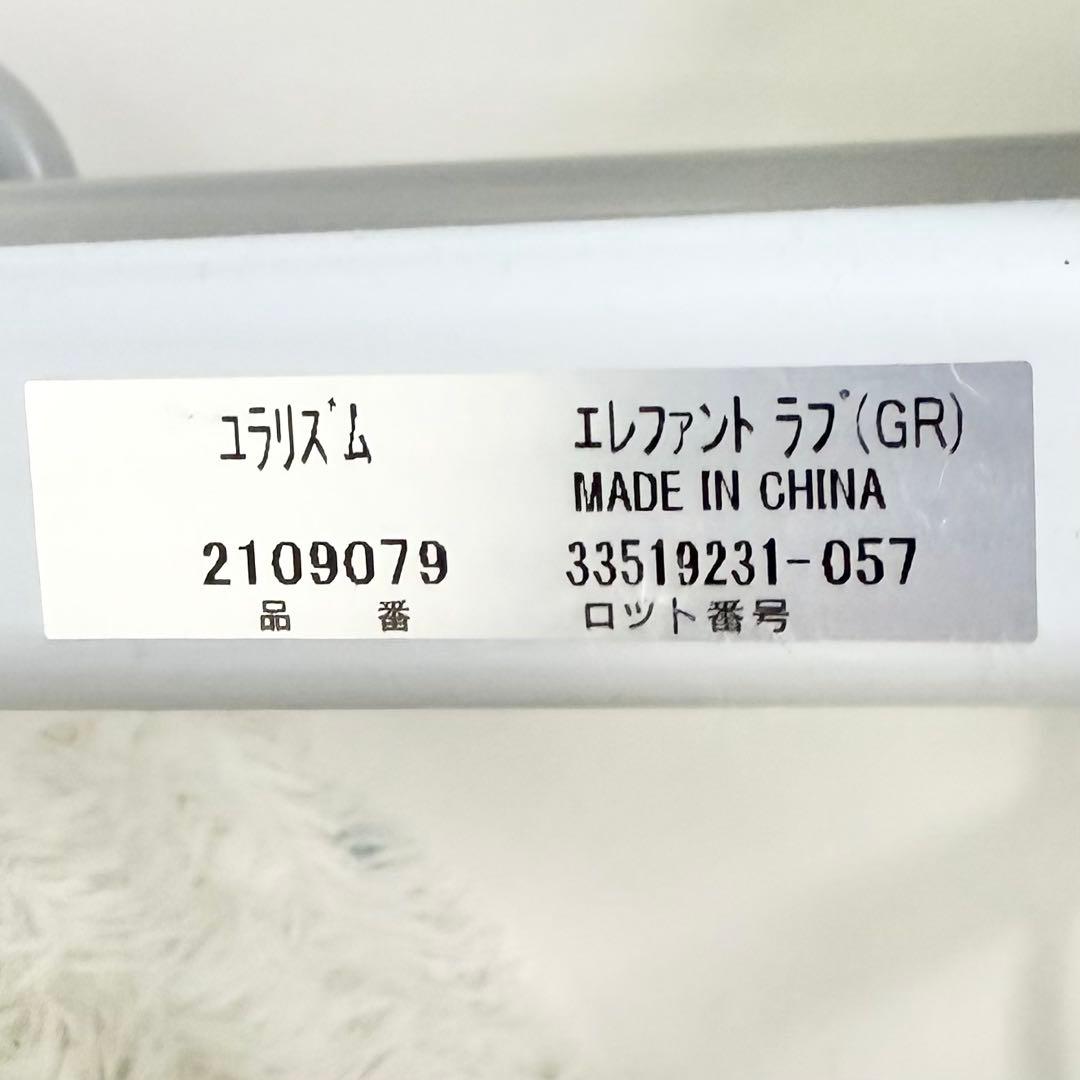 ユラリズム エレファント ラブ(GR)
MADE IN CHINA
2109079 33519231-057
品番 ロット番号